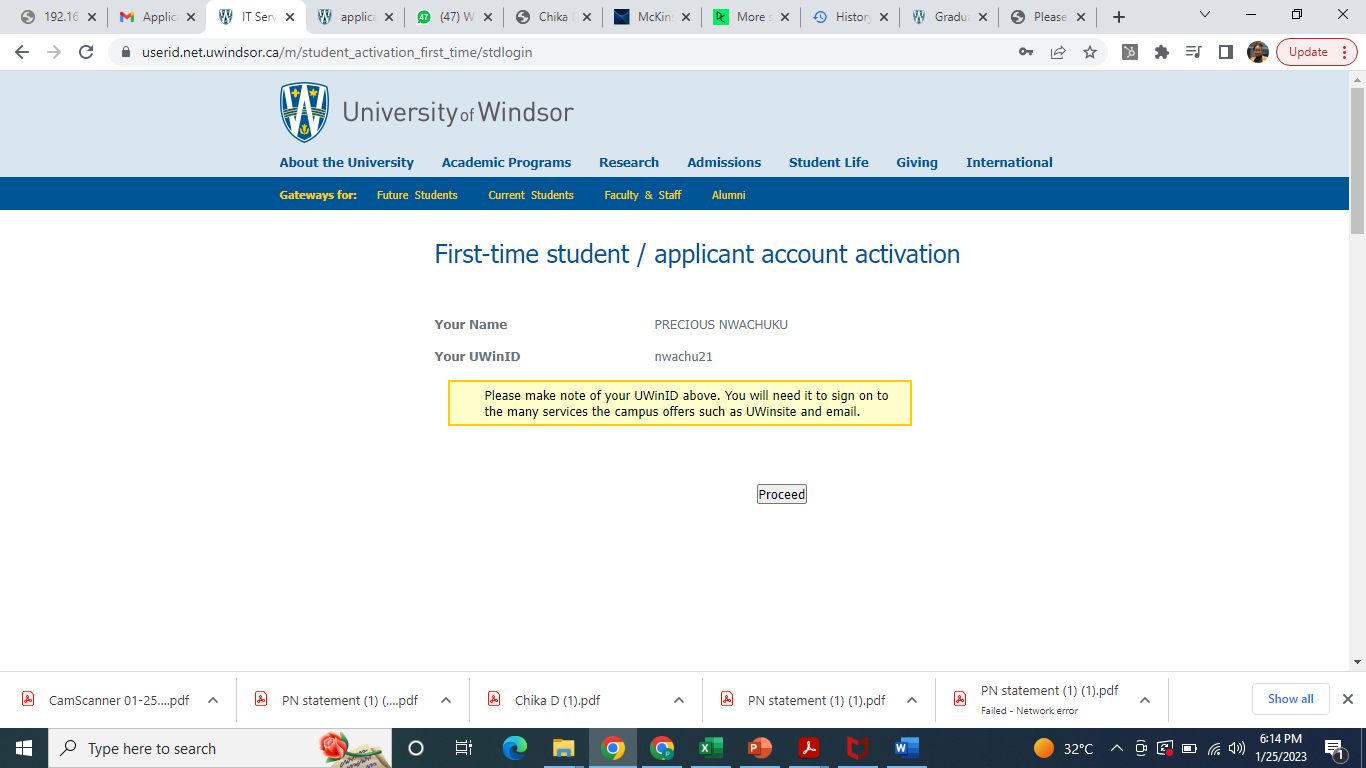 192.16
Applic
IT Serv
applica
(47) W
Chika
McKin
More s
History
Gradua
Please
userid.net.uwindsor.ca/m/student_activation_first_time/stdlogin
Update
University of Windsor
About the University Academic Programs Research Admissions Student Life Giving International
Gateways for: Future Students Current Students Faculty & Staff Alumni
First-time student / applicant account activation
Your Name PRECIOUS NWACHUKU
Your UWinID nwachu21
Please make note of your UWinID above. You will need it to sign on to
the many services the campus offers such as UWinsite and email.
Proceed
CamScanner 01-25....pdf
PN statement (1) (....pdf
Chika D (1).pdf
PN statement (1) (1).pdf
PN statement (1) (1).pdf
Failed - Network error
Show all
Type here to search
32°C
6:14 PM
1/25/2023
1